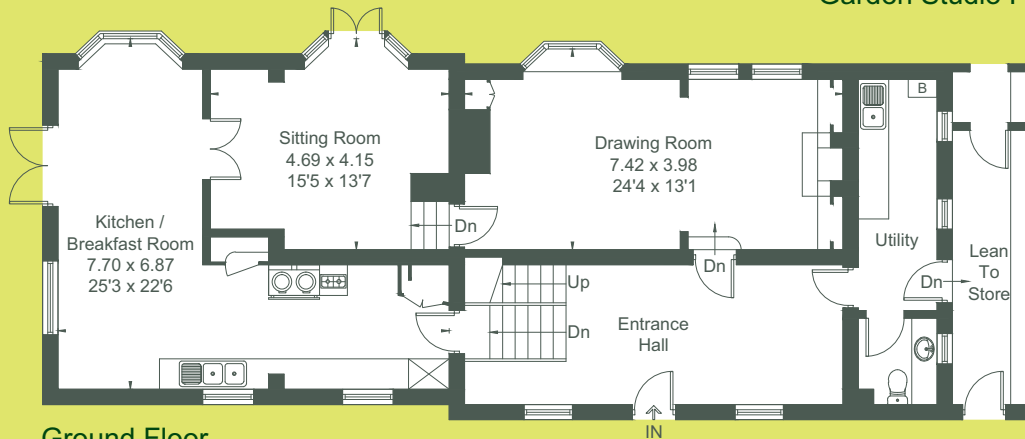 Garden Studio
Sitting Room
4.69 x 4.15
15'5 x 13'7
Drawing Room
7.42 x 3.98
24'4 x 13'1
B
Kitchen /
Breakfast Room
7.70 x 6.87
25'3 x 22'6
Dn
Utility
Lean
To
Store
Dn
Dn
Up
Dn
Entrance
Hall
IN
Ground Floor